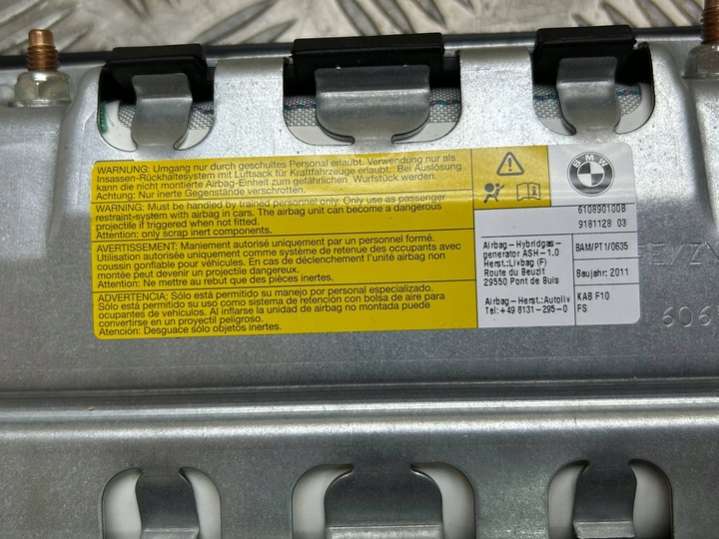 WARNUNG: Umgang nur durch geschultes Personal erlaubt. Verwendung nur als
Insassen-Rückhaltesystem mit Luftsack für Kraftfahrzeuge erlaubt. Bei Auslösung
kann die nicht montierte Airbag-Einheit zum gefährlichen Wurfstück werden.
Achtung: Nur inerte Gegenstände verschrotten.
WARNING: Must be handled by trained personnel only. Only use as passenger
restraint-system with airbag in cars. The airbag unit can become a dangerous
projectile if triggered when not fitted.
Attention: only scrap inert components.
AVERTISSEMENT: Maniement autorisé uniquement par un personnel formé.
Utilisation autorisée uniquement comme système de retenue des occupants avec
coussin gonflable pour véhicules. En cas de déclenchement l'unité airbag non
montée peut devenir un projectile dangereux.
Attention: Ne mettre au rebut que des pièces inertes.
ADVERTENCIA: Sólo está permitido su manejo por personal especializado.
Sólo está permitido su uso como sistema de retención con bolsa de aire para
ocupantes de vehículos. Al inflarse la unidad de airbag no montada puede
convertirse en un proyectil peligroso.
Atención: Desguace sólo objetos inertes.
BMW
6108901008
9181128 03
Airbag-Hybridgas-
generator ASH-1.0
Herst.:Livbag (F)
Route du Beuzit
29550 Pont de Buis
BAM/PT1/0635
Baujahr: 2011
Airbag-Herst.:Autoliv
Tel:+49 8131-295-0
KAB F10
FS
606